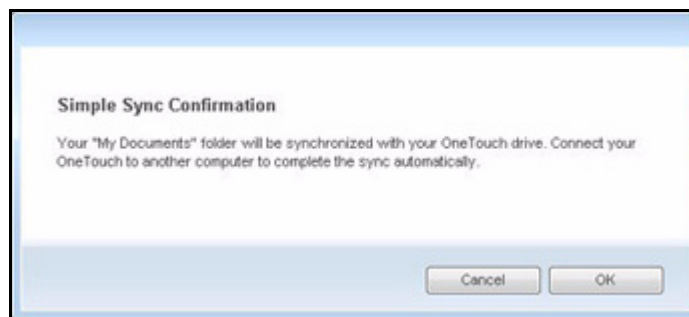 Simple Sync Confirmation
Your "My Documents" folder will be synchronized with your OneTouch drive. Connect your
OneTouch to another computer to complete the sync automatically.
Cancel OK